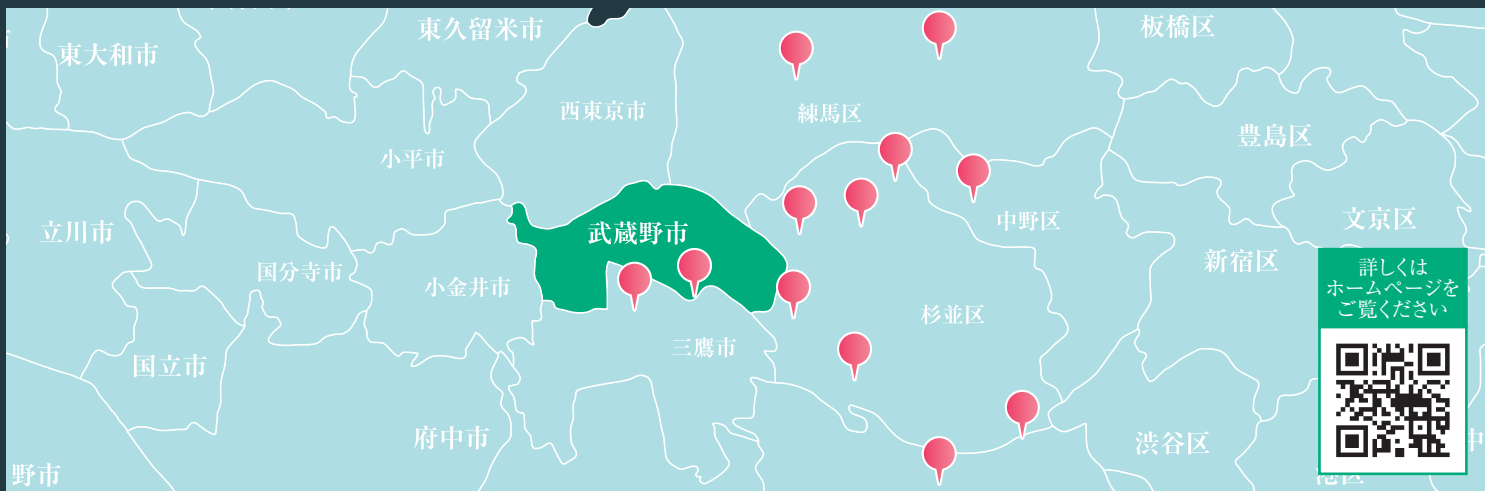 東久留米市
板橋区
東大和市
西東京市
練馬区
豊島区
小平市
文京区
中野区
立川市
武蔵野市
新宿区
国分寺市
小金井市
杉並区
詳しくは
ホームページを
ご覧ください
三鷹市
国立市
府中市
渋谷区
中
野市
港区